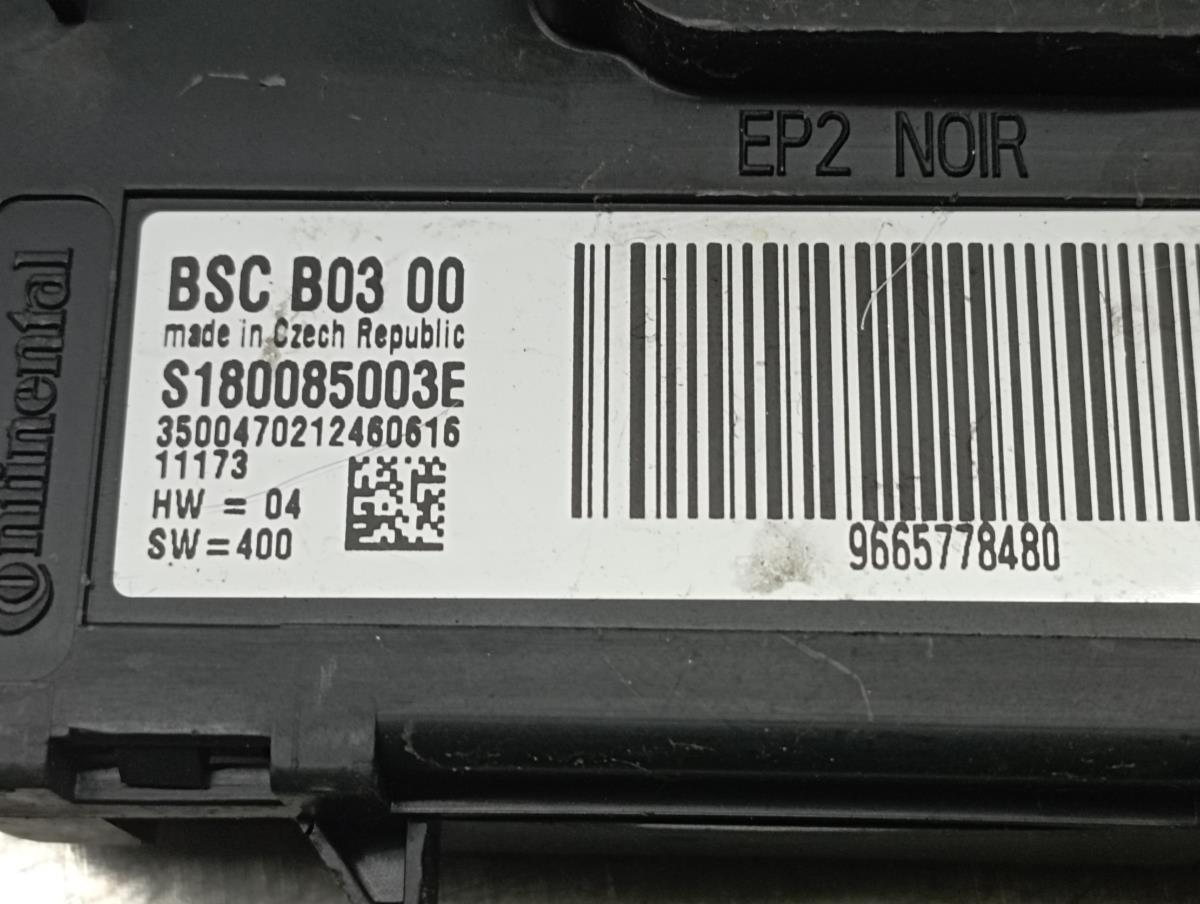 EP2 NOIR
Continental
BSC B03 00
made in Czech Republic
S180085003E
3500470212460616
11173
HW = 04
SW=400
9665778480